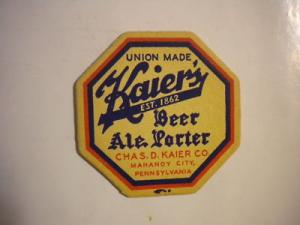 UNION MADE
Kaier's
EST. 1862
Beer
Ale. Porter
CHAS. D. KAIER CO.
MAHANOY CITY,
PENNSYLVANIA